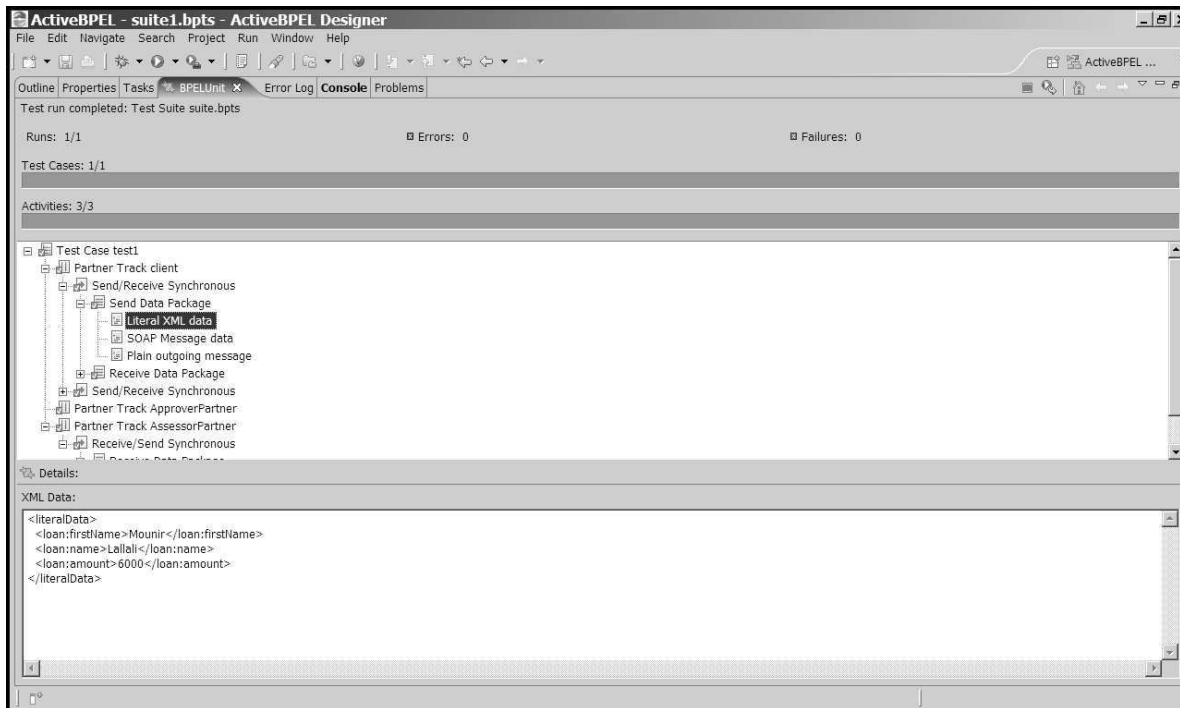 ActiveBPEL - suite1.bpts - ActiveBPEL Designer
File Edit Navigate Search Project Run Window Help
ActiveBPEL ...
Outline Properties Tasks BPELUnit X Error Log Console Problems
Test run completed: Test Suite suite.bpts
Runs: 1/1 Errors: 0 Failures: 0
Test Cases: 1/1
Activities: 3/3
Test Case test1
Partner Track client
Send/Receive Synchronous
Send Data Package
Literal XML data
SOAP Message data
Plain outgoing message
Receive Data Package
Send/Receive Synchronous
Partner Track ApproverPartner
Partner Track AssessorPartner
Receive/Send Synchronous
Receive Data Package
Details:
XML Data:
<literalData>
<loan:firstName>Mounir</loan:firstName>
<loan:name>Lallali</loan:name>
<loan:amount>6000</loan:amount>
</literalData>